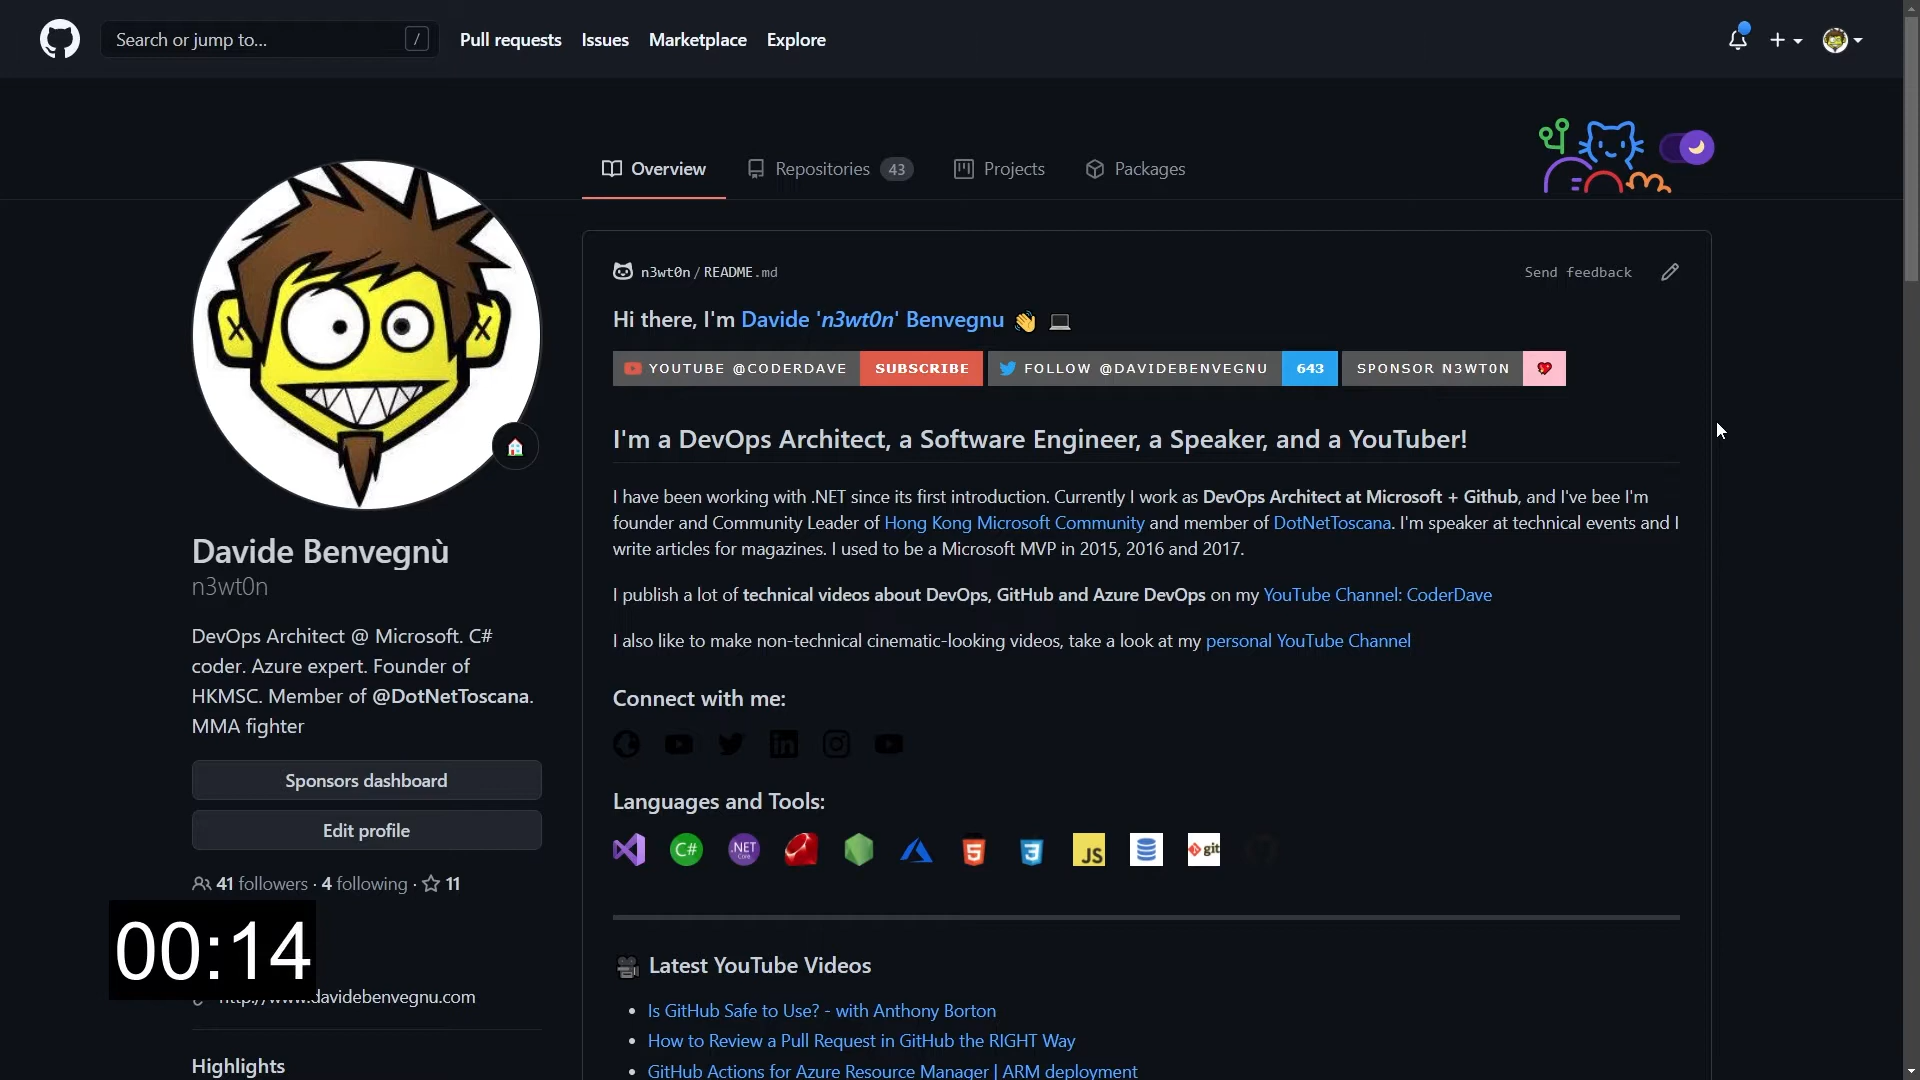 Search or jump to...
/
Pull requests
Issues
Marketplace
Explore
Overview
Repositories 43
Projects
Packages
n3wt0n/README.md
Send feedback
Hi there, I'm Davide 'n3wt0n' Benvegnu 👋 💻
YOUTUBE @CODERDAVE SUBSCRIBE
FOLLOW @DAVIDEBENVEGNU 643
SPONSOR N3WT0N
I'm a DevOps Architect, a Software Engineer, a Speaker, and a YouTuber!
I have been working with .NET since its first introduction. Currently I work as DevOps Architect at Microsoft + Github, and I've bee I'm
founder and Community Leader of Hong Kong Microsoft Community and member of DotNetToscana. I'm speaker at technical events and I
write articles for magazines. I used to be a Microsoft MVP in 2015, 2016 and 2017.
I publish a lot of technical videos about DevOps, GitHub and Azure DevOps on my YouTube Channel: CoderDave
I also like to make non-technical cinematic-looking videos, take a look at my personal YouTube Channel
Connect with me:
in
Languages and Tools:
C#
.NET
Core
5
3
JS
git
🎥 Latest YouTube Videos
• Is GitHub Safe to Use? - with Anthony Borton
• How to Review a Pull Request in GitHub the RIGHT Way
• GitHub Actions for Azure Resource Manager | ARM deployment
Davide Benvegnù
n3wt0n
DevOps Architect @ Microsoft. C#
coder. Azure expert. Founder of
HKMSC. Member of @DotNetToscana.
MMA fighter
Sponsors dashboard
Edit profile
41 followers · 4 following · 11
00:14
http://www.davidebenvegnu.com
Highlights